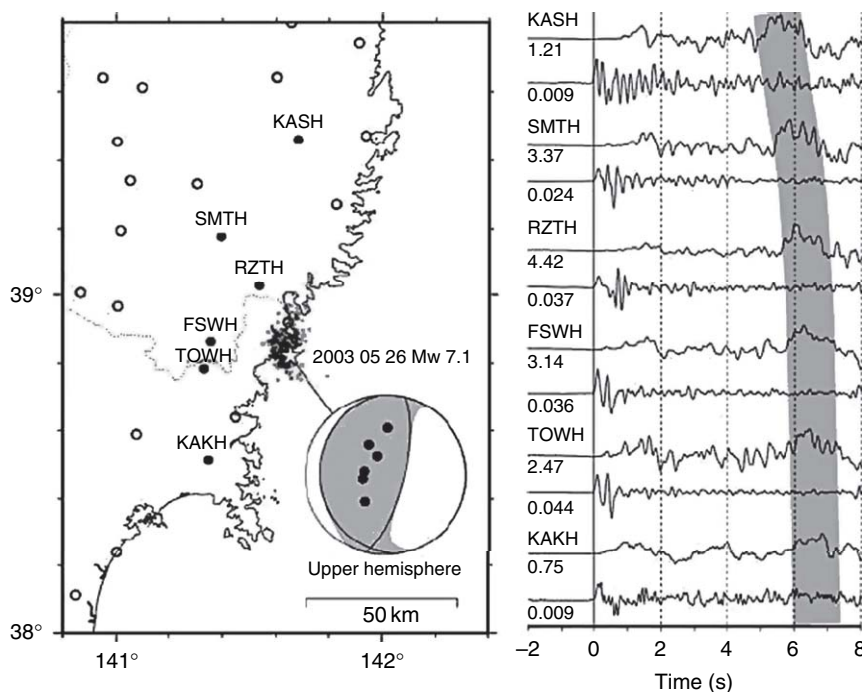 KASH
SMTH
RZTH
39°
FSWH
TOWH
2003 05 26 Mw 7.1
KAKH
Upper hemisphere
50 km
38°
141°
142°
KASH
1.21
0.009
SMTH
3.37
0.024
RZTH
4.42
0.037
FSWH
3.14
0.036
TOWH
2.47
0.044
KAKH
0.75
0.009
−2 0 2 4 6 8
Time (s)